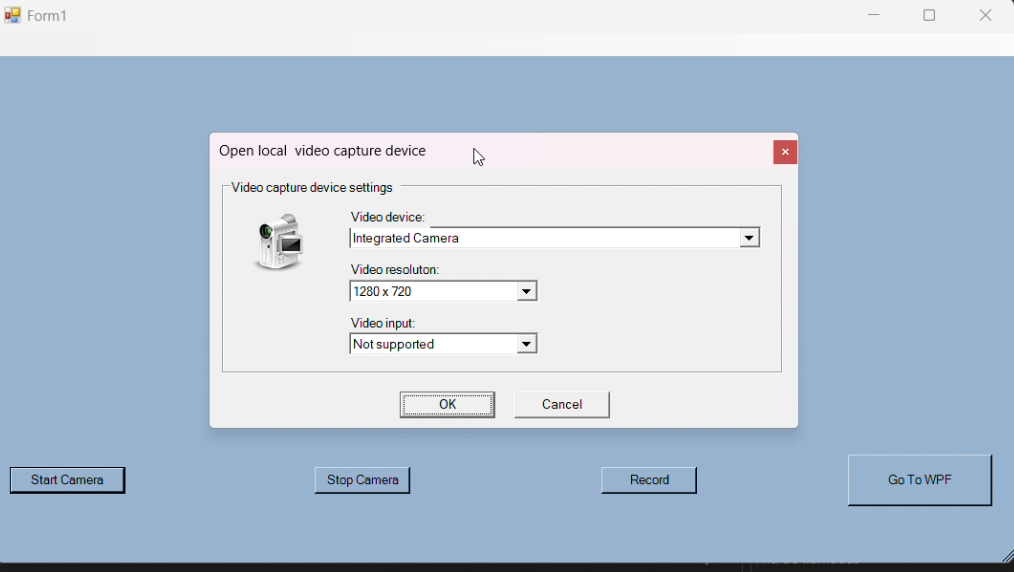 Form1
Open local  video capture device
Video capture device settings
Video device:
Integrated Camera
Video resoluton:
1280 x 720
Video input:
Not supported
OK
Cancel
Start Camera
Stop Camera
Record
Go To WPF